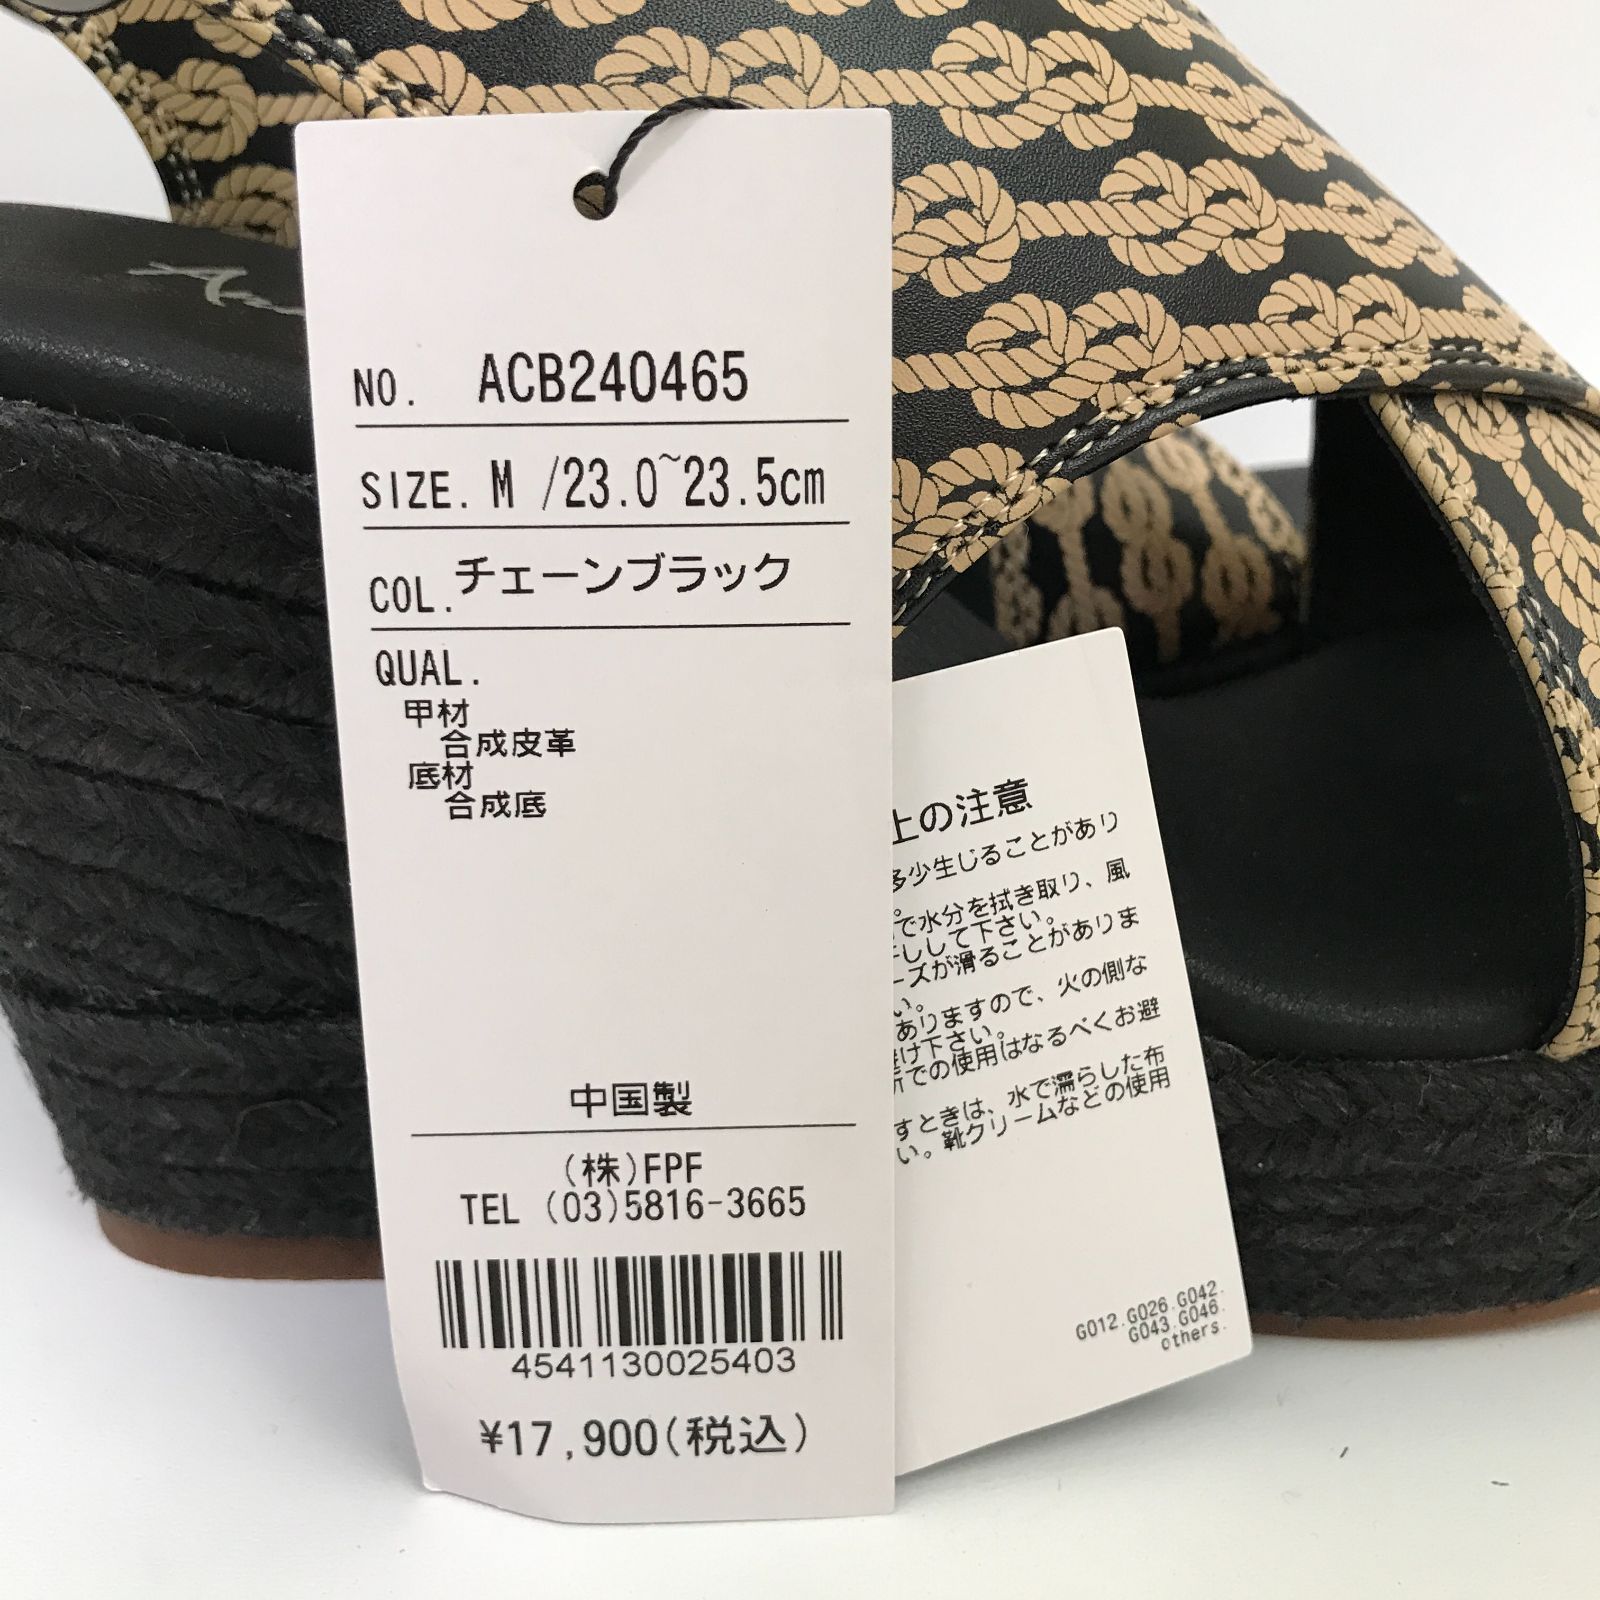 NO. ACB240465
SIZE. M /23.0~23.5cm
COL. チェーンブラック
QUAL.
甲材
合成皮革
底材
合成底
中国製
(株)FPF
TEL (03)5816-3665
4541130025403
¥17,900(税込)
上の注意
多少生じることがあり
。
で水分を拭き取り、風
干しして下さい。
ーズが滑ることがありま
い。
ありますので、火の側な
避け下さい。
所での使用はなるべくお避
すときは、水で濡らした布
い。靴クリームなどの使用
G012.G026.G042.
G043.G046.
others.